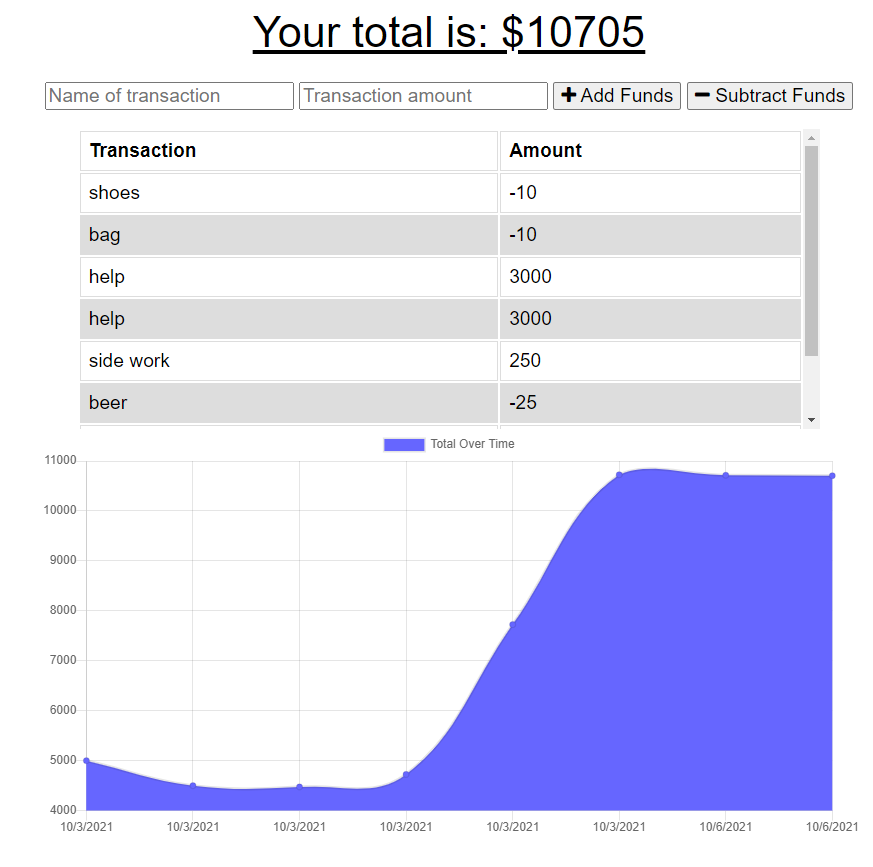 Your total is: $10705
Name of transaction Transaction amount Add Funds Subtract Funds
Transaction Amount
shoes -10
bag -10
help 3000
help 3000
side work 250
beer -25
Total Over Time
11000
10000
9000
8000
7000
6000
5000
4000
10/3/2021 10/3/2021 10/3/2021 10/3/2021 10/3/2021 10/3/2021 10/6/2021 10/6/2021